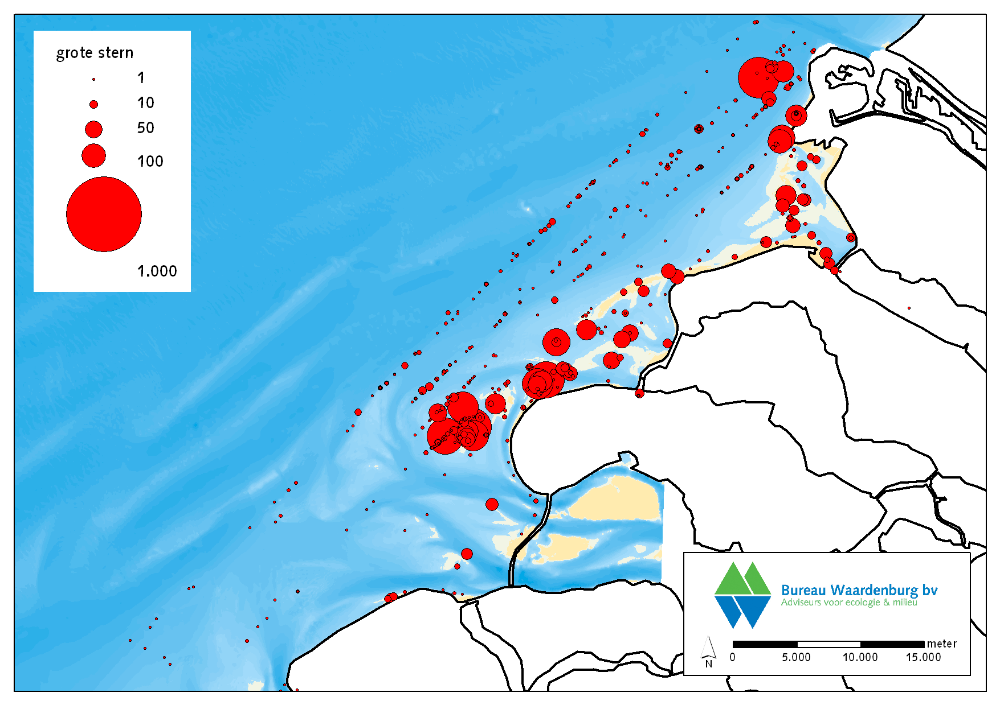 grote stern
1
10
50
100
1.000
Bureau Waardenburg bv
Adviseurs voor ecologie & milieu
meter
0 5.000 10.000 15.000
N